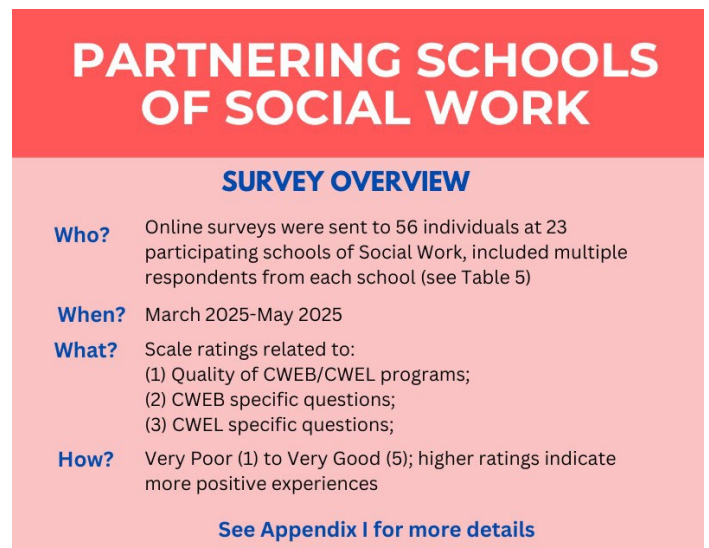 PARTNERING SCHOOLS
OF SOCIAL WORK
SURVEY OVERVIEW
Who? Online surveys were sent to 56 individuals at 23
participating schools of Social Work, included multiple
respondents from each school (see Table 5)
When? March 2025-May 2025
What? Scale ratings related to:
(1) Quality of CWEB/CWEL programs;
(2) CWEB specific questions;
(3) CWEL specific questions;
How? Very Poor (1) to Very Good (5); higher ratings indicate
more positive experiences
See Appendix I for more details